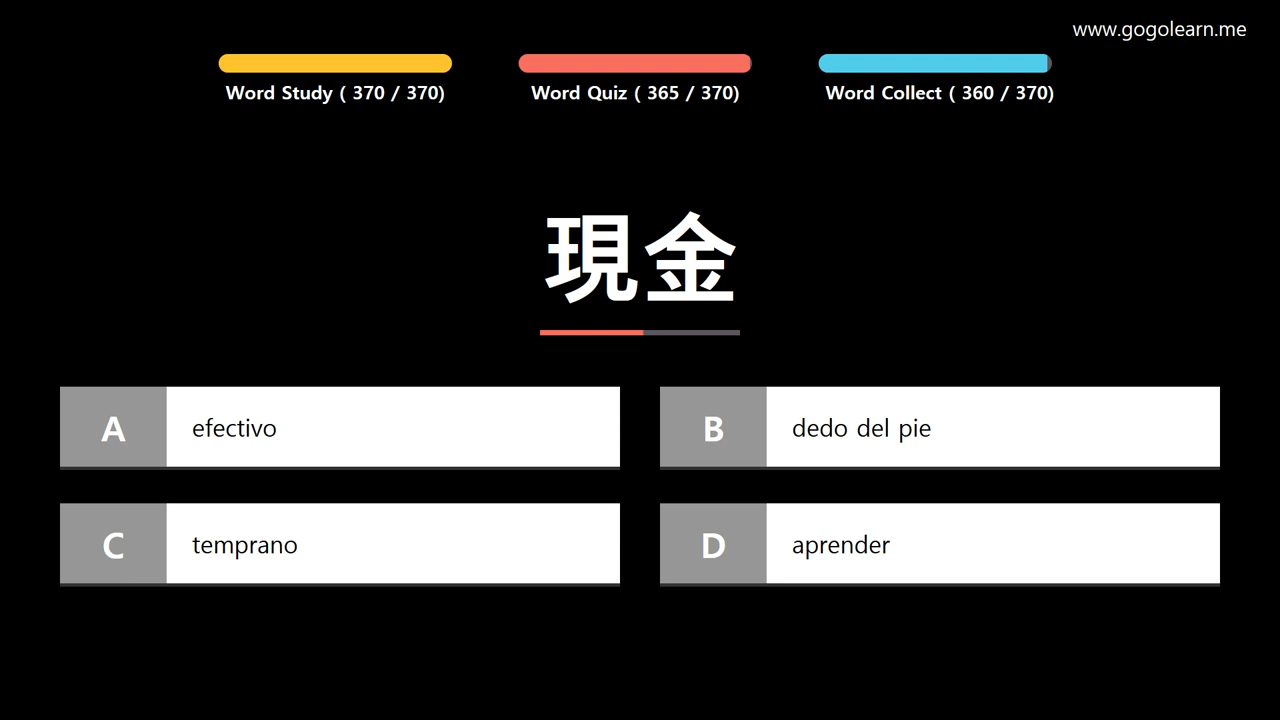 www.gogolearn.me
Word Study ( 370 / 370)
Word Quiz ( 365 / 370)
Word Collect ( 360 / 370)
現金
A efectivo
B dedo del pie
C temprano
D aprender